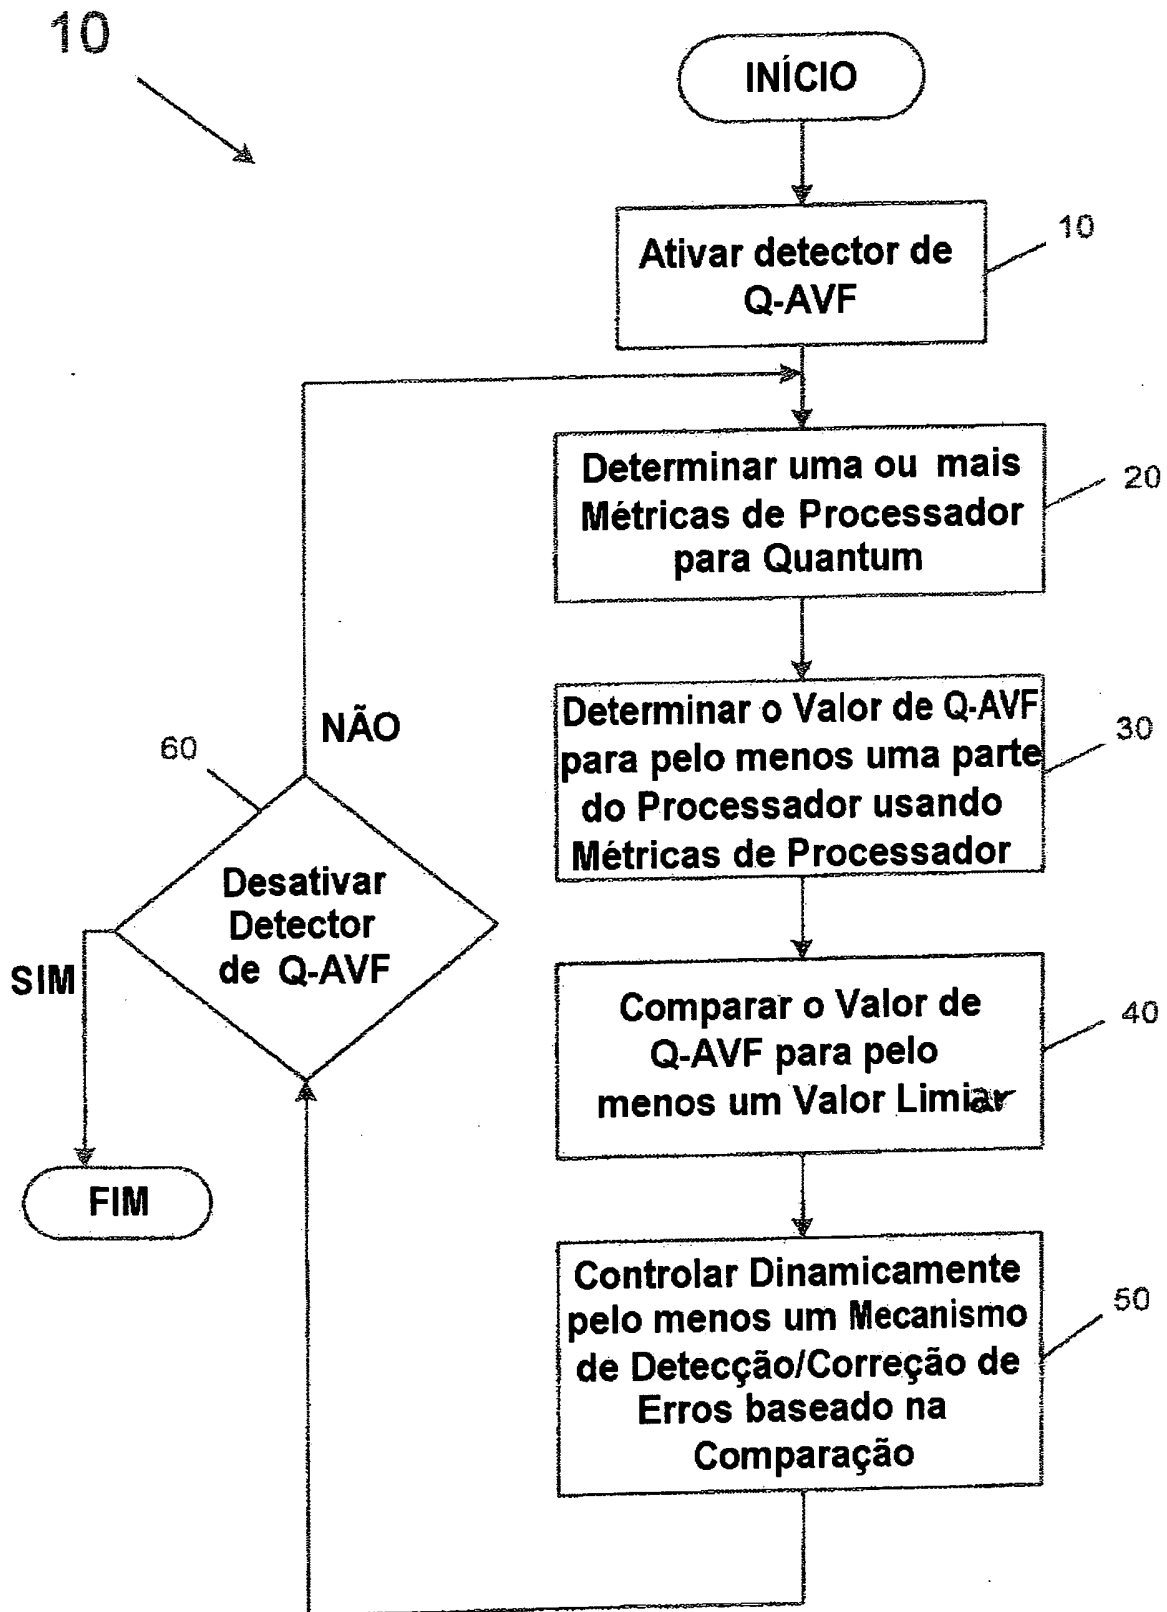 10
INÍCIO
Ativar detector de
Q-AVF
10
Determinar uma ou mais
Métricas de Processador
para Quantum
20
Determinar o Valor de Q-AVF
para pelo menos uma parte
do Processador usando
Métricas de Processador
30
Comparar o Valor de
Q-AVF para pelo
menos um Valor Limiar
40
Controlar Dinamicamente
pelo menos um Mecanismo
de Detecção/Correção de
Erros baseado na
Comparação
50
60
NÃO
Desativar
Detector
de Q-AVF
SIM
FIM